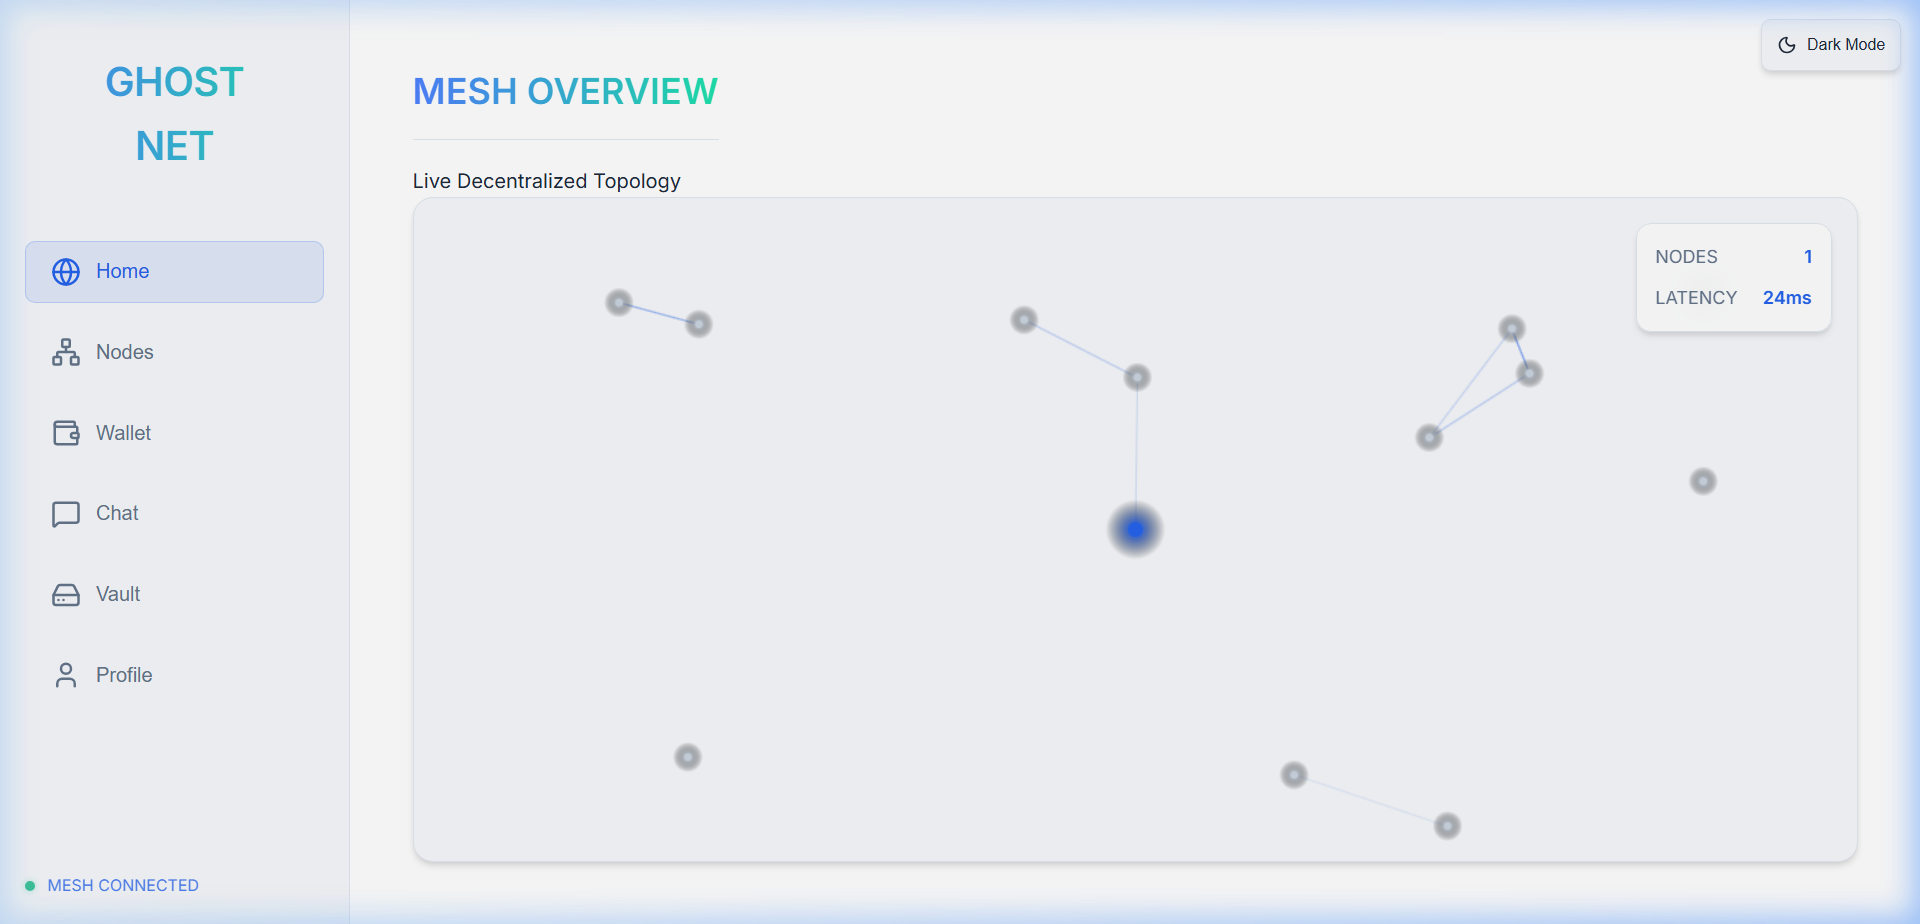 GHOST
NET
Home
Nodes
Wallet
Chat
Vault
Profile
MESH CONNECTED
Dark Mode
MESH OVERVIEW
Live Decentralized Topology
NODES 1
LATENCY 24ms